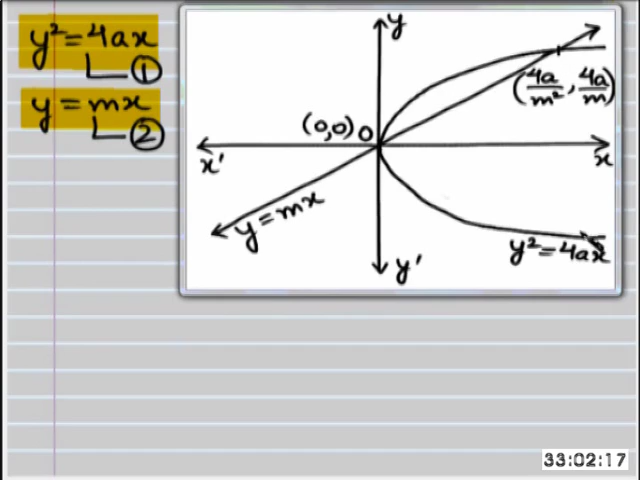 y² = 4ax
①
y = mx
②
y
(4a/m², 4a/m)
(0,0) O
x'
x
y = mx
y² = 4ax
y'
33:02:17